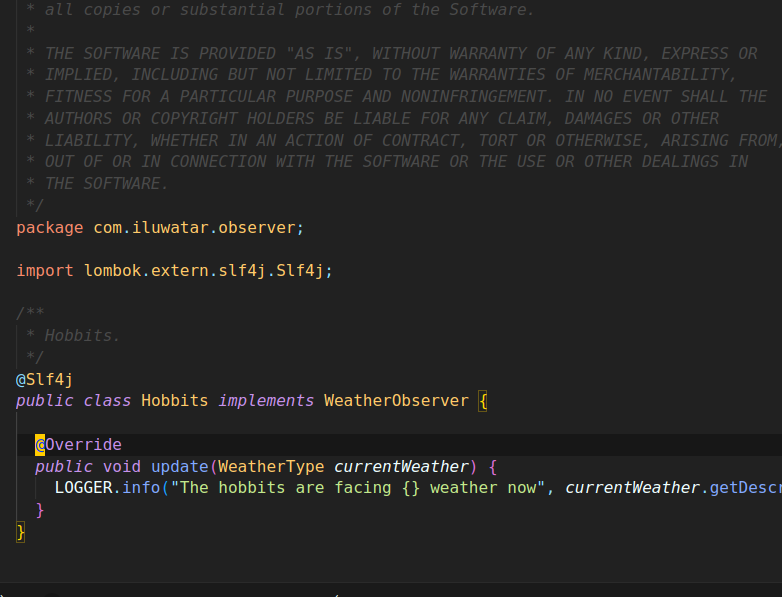 * all copies or substantial portions of the Software.
*
* THE SOFTWARE IS PROVIDED "AS IS", WITHOUT WARRANTY OF ANY KIND, EXPRESS OR
* IMPLIED, INCLUDING BUT NOT LIMITED TO THE WARRANTIES OF MERCHANTABILITY,
* FITNESS FOR A PARTICULAR PURPOSE AND NONINFRINGEMENT. IN NO EVENT SHALL THE
* AUTHORS OR COPYRIGHT HOLDERS BE LIABLE FOR ANY CLAIM, DAMAGES OR OTHER
* LIABILITY, WHETHER IN AN ACTION OF CONTRACT, TORT OR OTHERWISE, ARISING FROM,
* OUT OF OR IN CONNECTION WITH THE SOFTWARE OR THE USE OR OTHER DEALINGS IN
* THE SOFTWARE.
*/
package com.iluwatar.observer;
import lombok.extern.slf4j.Slf4j;
/**
* Hobbits.
*/
@Slf4j
public class Hobbits implements WeatherObserver {
@Override
public void update(WeatherType currentWeather) {
LOGGER.info("The hobbits are facing {} weather now", currentWeather.getDescr
}
}